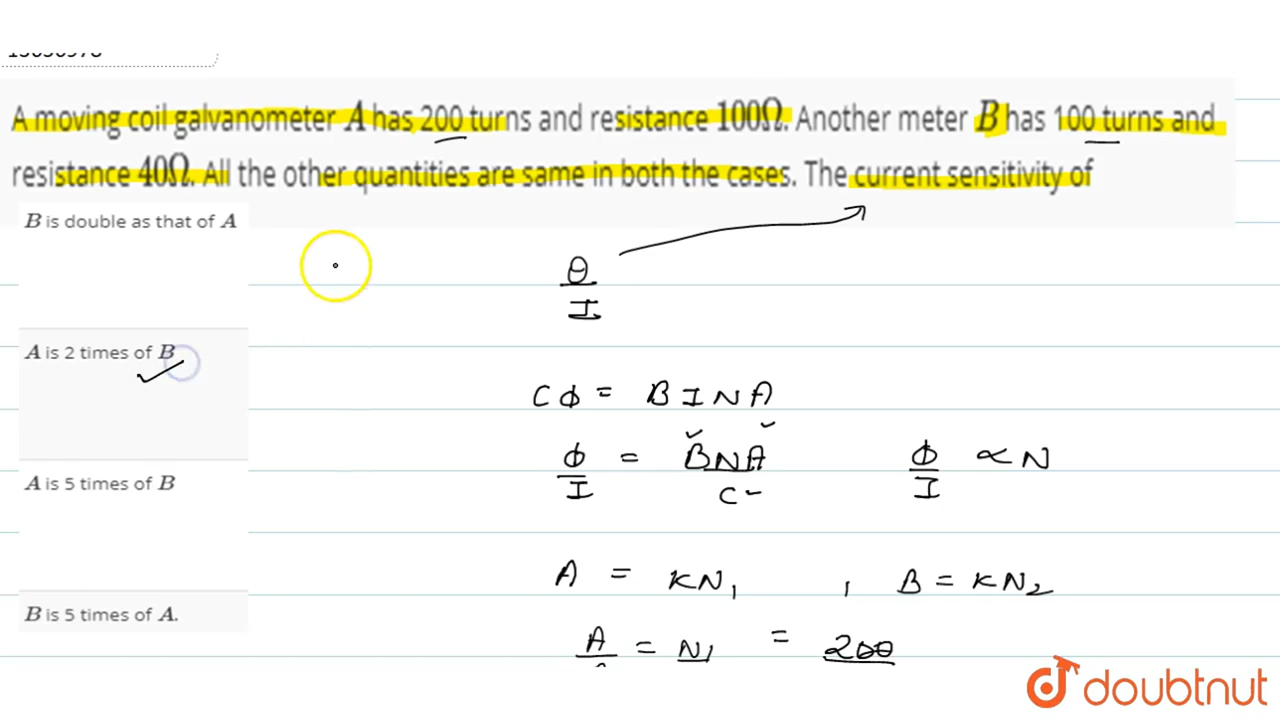 A moving coil galvanometer A has 200 turns and resistance 100Ω. Another meter B has 100 turns and
resistance 40Ω. All the other quantities are same in both the cases. The current sensitivity of
B is double as that of A
θ
I
A is 2 times of B
Cϕ = BINA
ϕ/I = BNA/C ϕ/I ∝ N
A is 5 times of B
A = KN₁ , B = KN₂
B is 5 times of A.
A = N₁ = 200
doubtnut